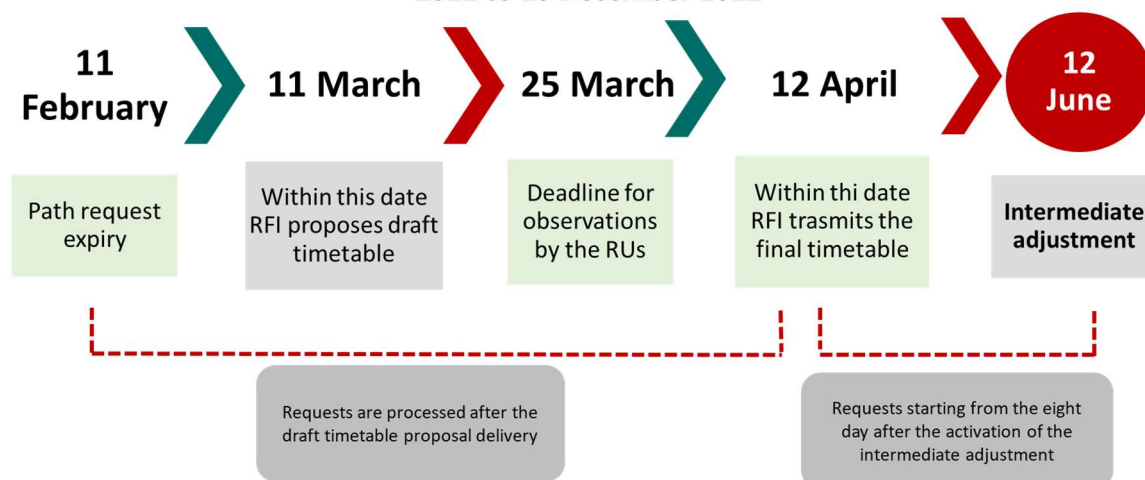 11
February
11 March
25 March
12 April
12
June
Path request
expiry
Within this date
RFI proposes draft
timetable
Deadline for
observations
by the RUs
Within thi date
RFI trasmits the
final timetable
Intermediate
adjustment
Requests are processed after the
draft timetable proposal delivery
Requests starting from the eight
day after the activation of the
intermediate adjustment